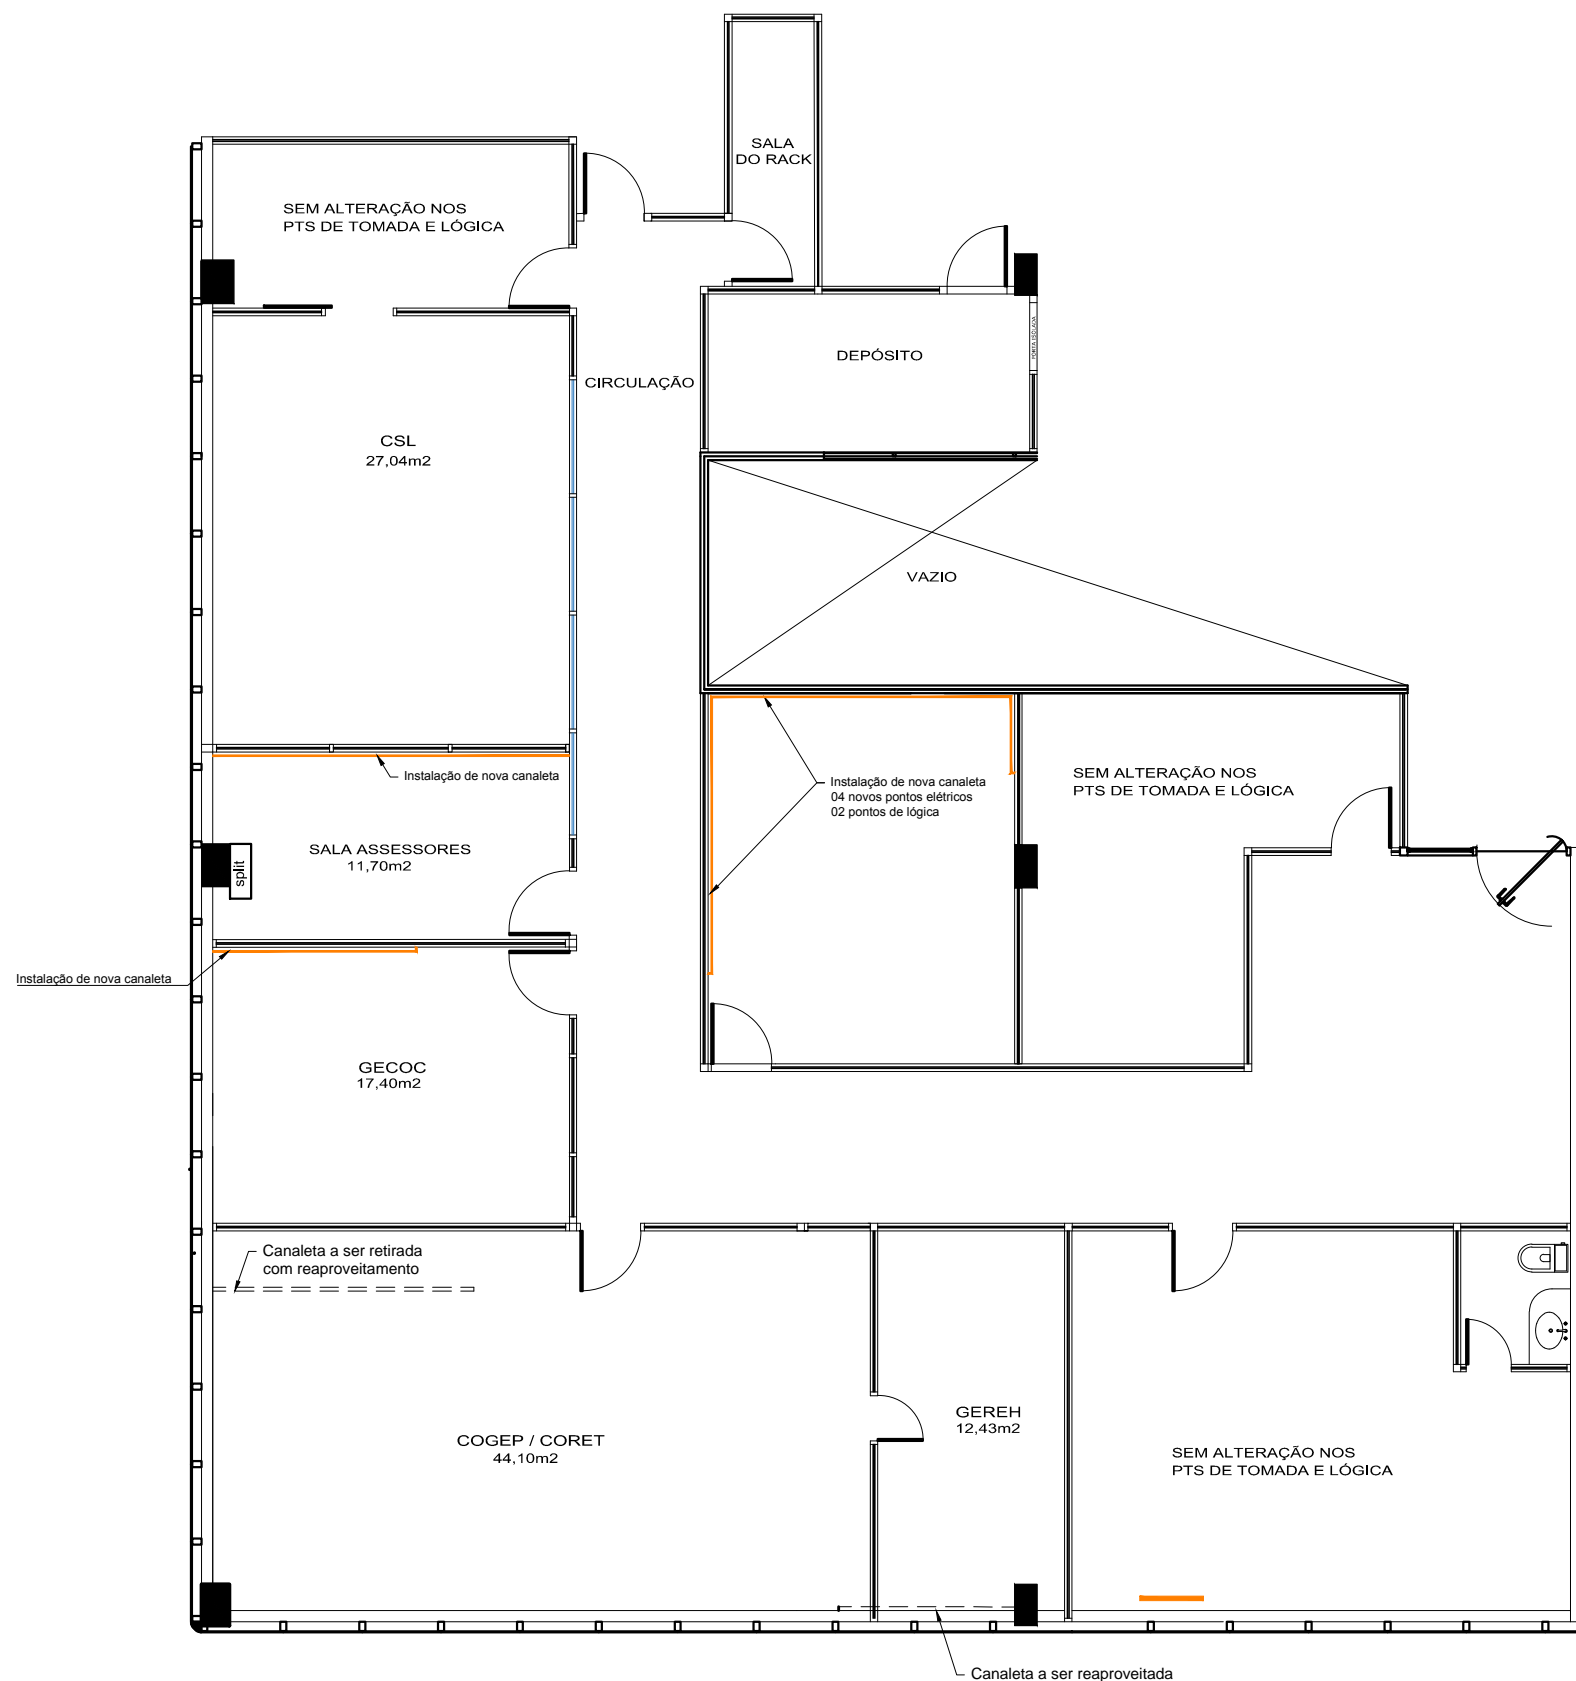 SALA
DO RACK
SEM ALTERAÇÃO NOS
PTS DE TOMADA E LÓGICA
PORTA ISOLADA
DEPÓSITO
CIRCULAÇÃO
CSL
27,04m2
VAZIO
Instalação de nova canaleta
Instalação de nova canaleta
04 novos pontos elétricos
02 pontos de lógica
SEM ALTERAÇÃO NOS
PTS DE TOMADA E LÓGICA
SALA ASSESSORES
11,70m2
split
Instalação de nova canaleta
GECOC
17,40m2
Canaleta a ser retirada
com reaproveitamento
COGEP / CORET
44,10m2
GEREH
12,43m2
SEM ALTERAÇÃO NOS
PTS DE TOMADA E LÓGICA
Canaleta a ser reaproveitada